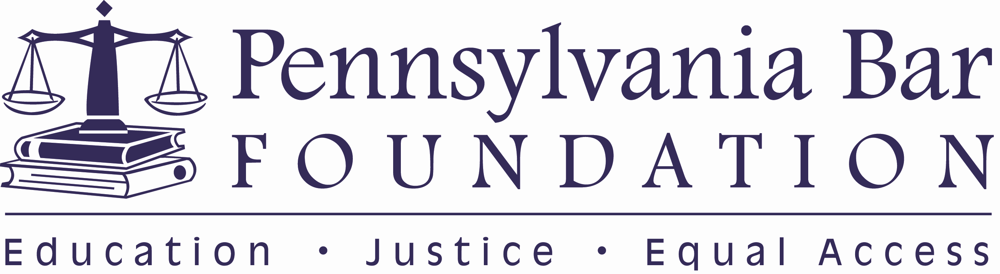 Pennsylvania Bar
FOUNDATION
Education • Justice • Equal Access